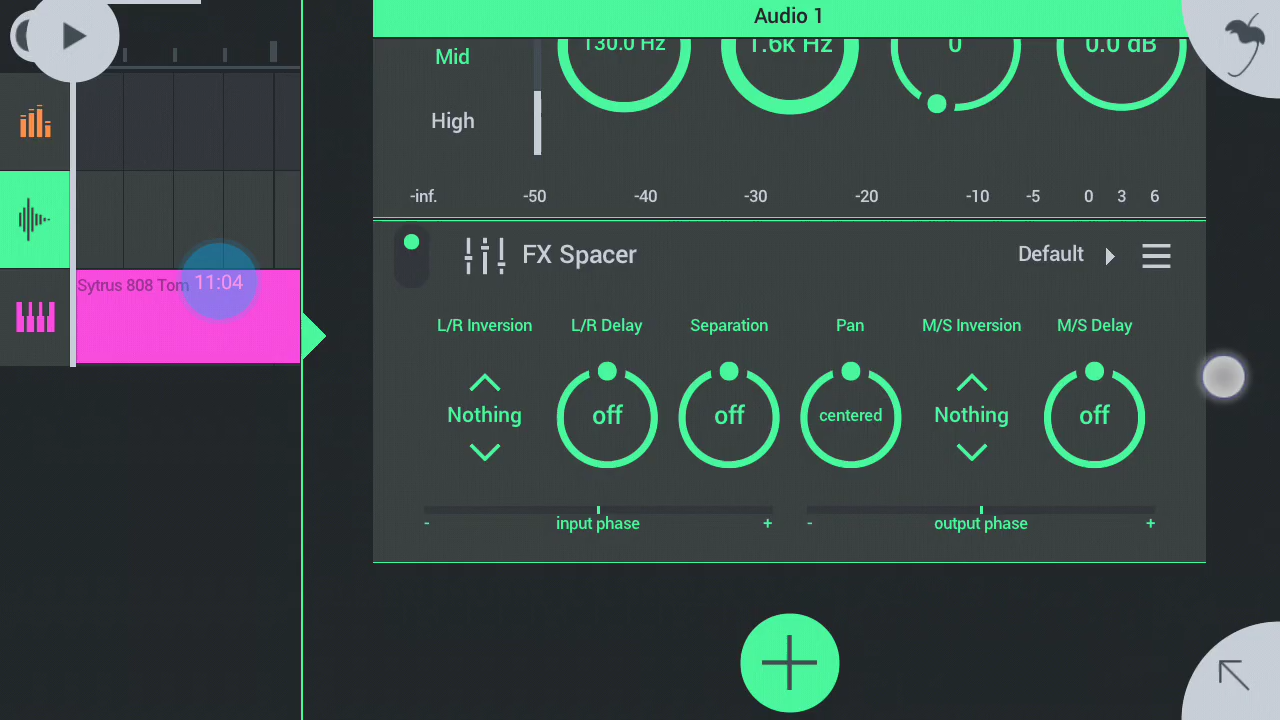 Audio 1
Mid
130.0 Hz
1.6k Hz
0
0.0 dB
High
-inf.
-50
-40
-30
-20
-10
-5
0
3
6
FX Spacer
Default
Sytrus 808 Tom
11:04
L/R Inversion
L/R Delay
Separation
Pan
M/S Inversion
M/S Delay
Nothing
off
off
centered
Nothing
off
- input phase +
- output phase +